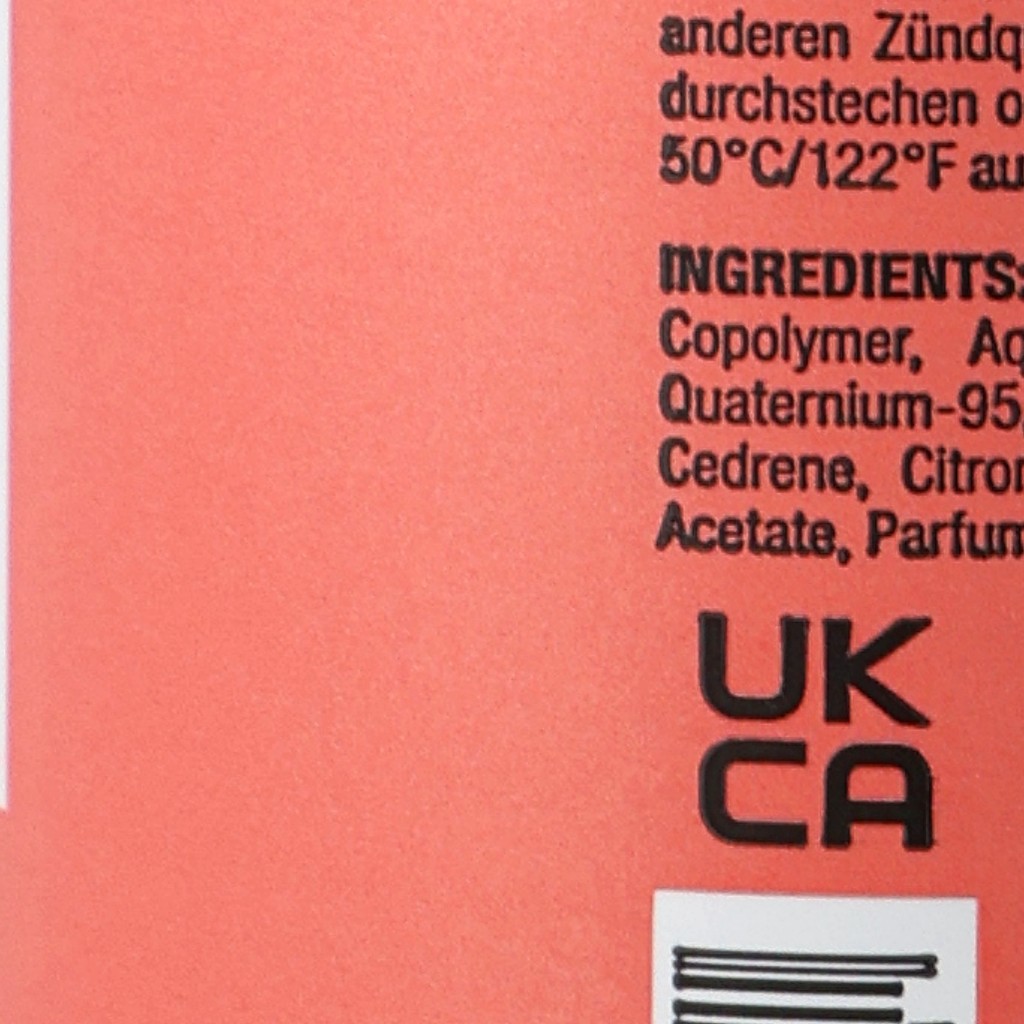 anderen Zündq
durchstechen o
50°C/122°F au
INGREDIENTS:
Copolymer, Aq
Quaternium-95,
Cedrene, Citron
Acetate, Parfum
UK
CA